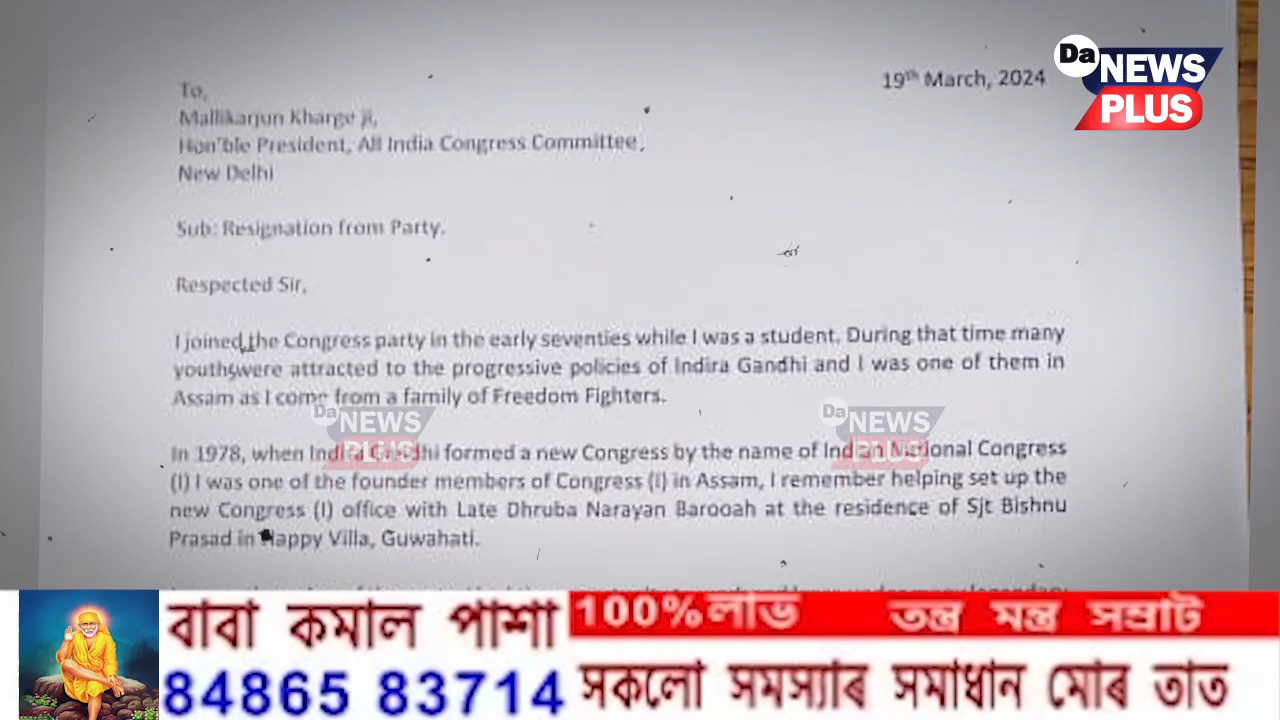 Da NEWS PLUS
19th March, 2024
To,
Mallikarjun Kharge ji,
Hon'ble President, All India Congress Committee,
New Delhi
Sub: Resignation from Party.
Respected Sir,
I joined the Congress party in the early seventies while I was a student. During that time many
youths were attracted to the progressive policies of Indira Gandhi and I was one of them in
Assam as I come from a family of Freedom Fighters.
Da NEWS PLUS
Da NEWS PLUS
In 1978, when Indira Gandhi formed a new Congress by the name of Indian National Congress
(I) I was one of the founder members of Congress (I) in Assam, I remember helping set up the
new Congress (I) office with Late Dhruba Narayan Barooah at the residence of Sjt Bishnu
Prasad in Happy Villa, Guwahati.
বাবা কমাল পাশা
84865 83714
100%লাভ তন্ত্ৰ মন্ত্ৰ সম্ৰাট
সকলো সমস্যাৰ সমাধান মোৰ তাত